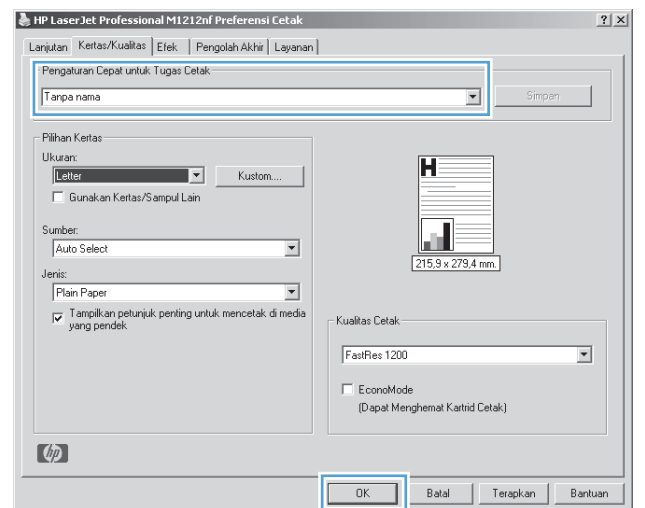 HP LaserJet Professional M1212nf Preferensi Cetak
Lanjutan Kertas/Kualitas Efek Pengolah Akhir Layanan
Pengaturan Cepat untuk Tugas Cetak
Tanpa nama Simpan
Pilihan Kertas
Ukuran:
Letter Kustom....
Gunakan Kertas/Sampul Lain
Sumber:
Auto Select
Jenis:
Plain Paper
Tampilkan petunjuk penting untuk mencetak di media
yang pendek
H
215,9 x 279,4 mm.
Kualitas Cetak
FastRes 1200
EconoMode
(Dapat Menghemat Kartrid Cetak)
hp
OK Batal Terapkan Bantuan